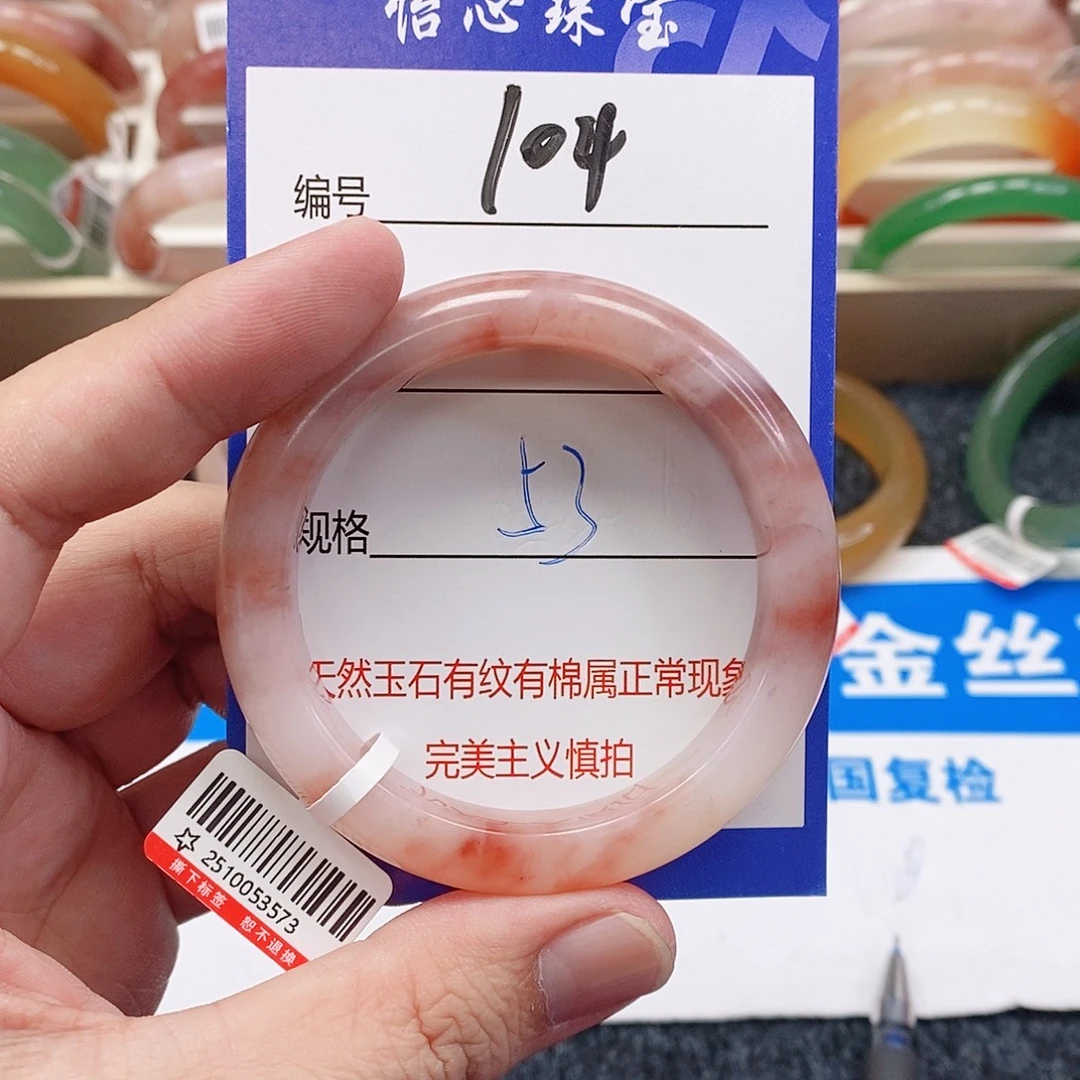 信心珠宝
编号 104
规格 53
天然玉石有纹有棉属正常现象
完美主义慎拍
2510053573
撕下标签 恕不退换
金丝
国复检